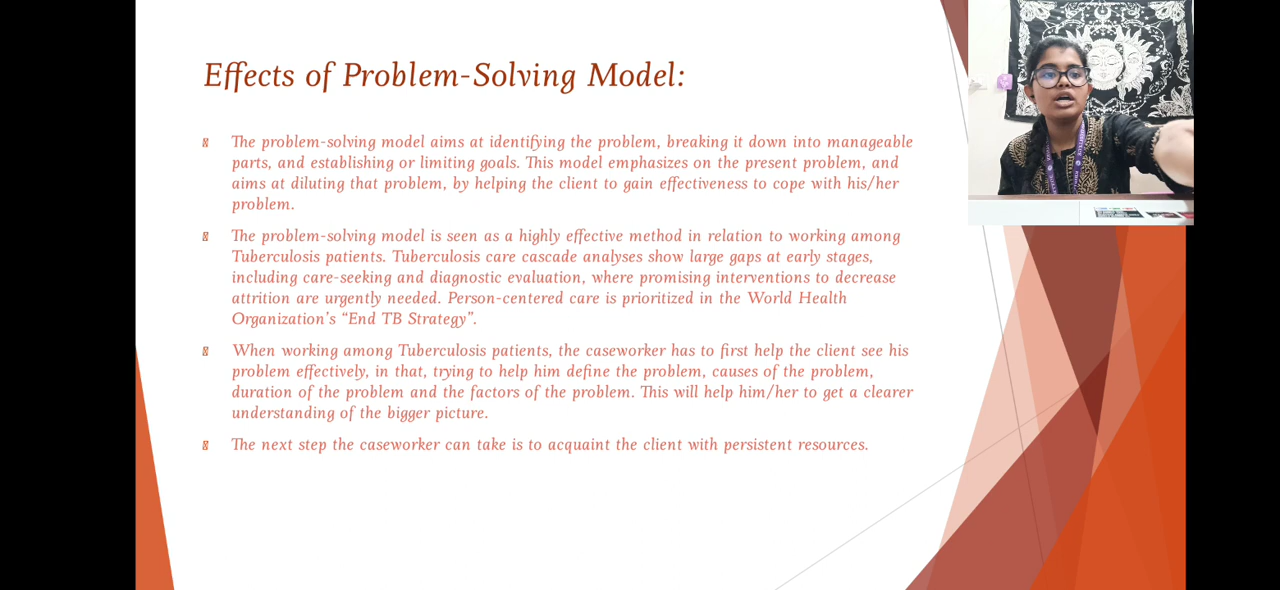 Effects of Problem-Solving Model:
The problem-solving model aims at identifying the problem, breaking it down into manageable
parts, and establishing or limiting goals. This model emphasizes on the present problem, and
aims at diluting that problem, by helping the client to gain effectiveness to cope with his/her
problem.
The problem-solving model is seen as a highly effective method in relation to working among
Tuberculosis patients. Tuberculosis care cascade analyses show large gaps at early stages,
including care-seeking and diagnostic evaluation, where promising interventions to decrease
attrition are urgently needed. Person-centered care is prioritized in the World Health
Organization's “End TB Strategy”.
When working among Tuberculosis patients, the caseworker has to first help the client see his
problem effectively, in that, trying to help him define the problem, causes of the problem,
duration of the problem and the factors of the problem. This will help him/her to get a clearer
understanding of the bigger picture.
The next step the caseworker can take is to acquaint the client with persistent resources.